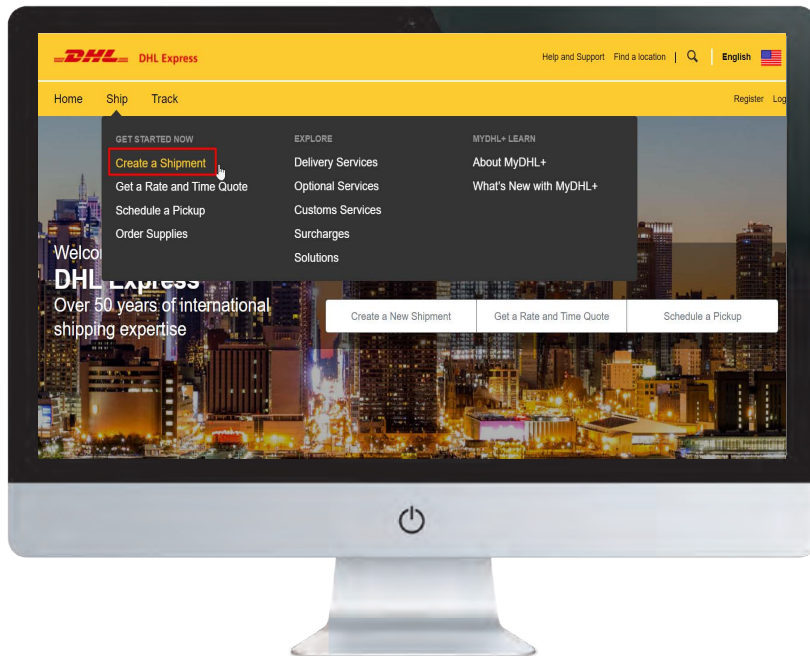 DHL DHL Express
Help and Support Find a location | English
Home Ship Track
Register Log
GET STARTED NOW
Create a Shipment
Get a Rate and Time Quote
Schedule a Pickup
Order Supplies
EXPLORE
Delivery Services
Optional Services
Customs Services
Surcharges
Solutions
MYDHL+ LEARN
About MyDHL+
What's New with MyDHL+
Welco
DHL Express
Over 50 years of international
shipping expertise
Create a New Shipment
Get a Rate and Time Quote
Schedule a Pickup